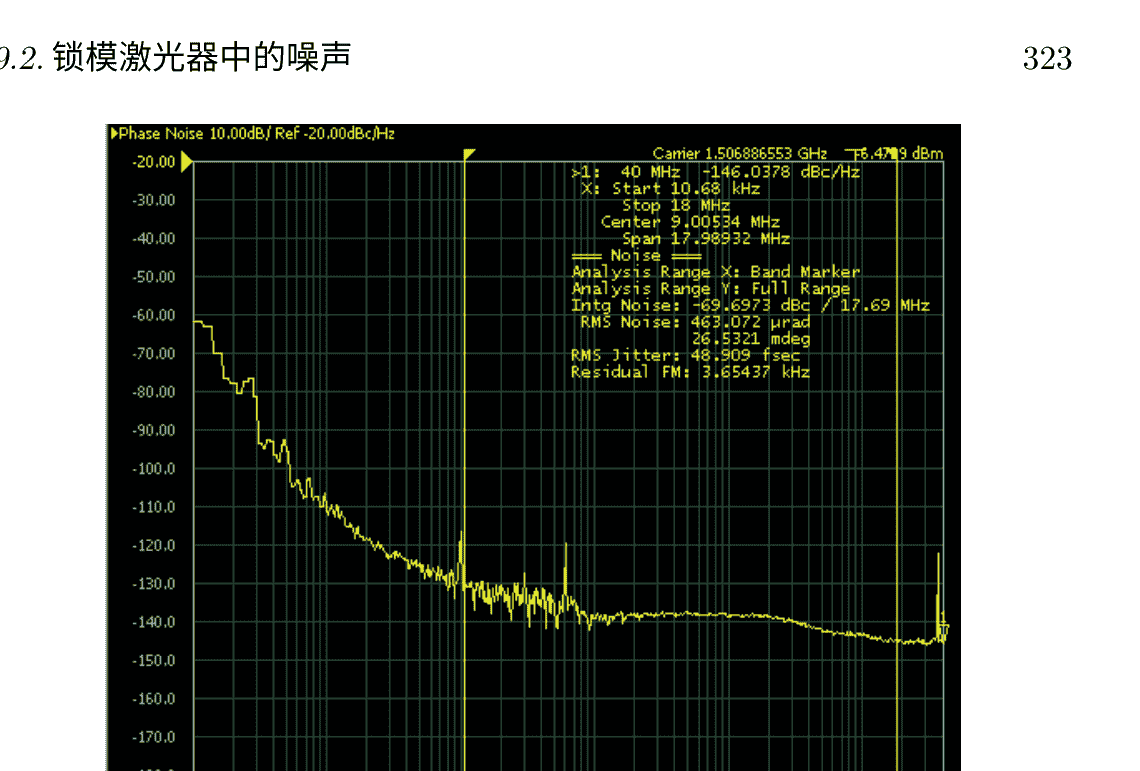 9.2. 锁模激光器中的噪声 323
▶Phase Noise 10.00dB/ Ref -20.00dBc/Hz
Carrier 1.506886553 GHz dBm
-20.00
>1: 40 MHz -146.0378 dBc/Hz
X: Start 10.68 kHz
Stop 18 MHz
Center 9.00534 MHz
Span 17.98932 MHz
=== Noise ===
Analysis Range X: Band Marker
Analysis Range Y: Full Range
Intg Noise: -69.6973 dBc / 17.69 MHz
RMS Noise: 463.072 µrad
26.5321 mdeg
RMS Jitter: 48.909 fsec
Residual FM: 3.65437 kHz
-30.00
-40.00
-50.00
-60.00
-70.00
-80.00
-90.00
-100.0
-110.0
-120.0
-130.0
-140.0
-150.0
-160.0
-170.0